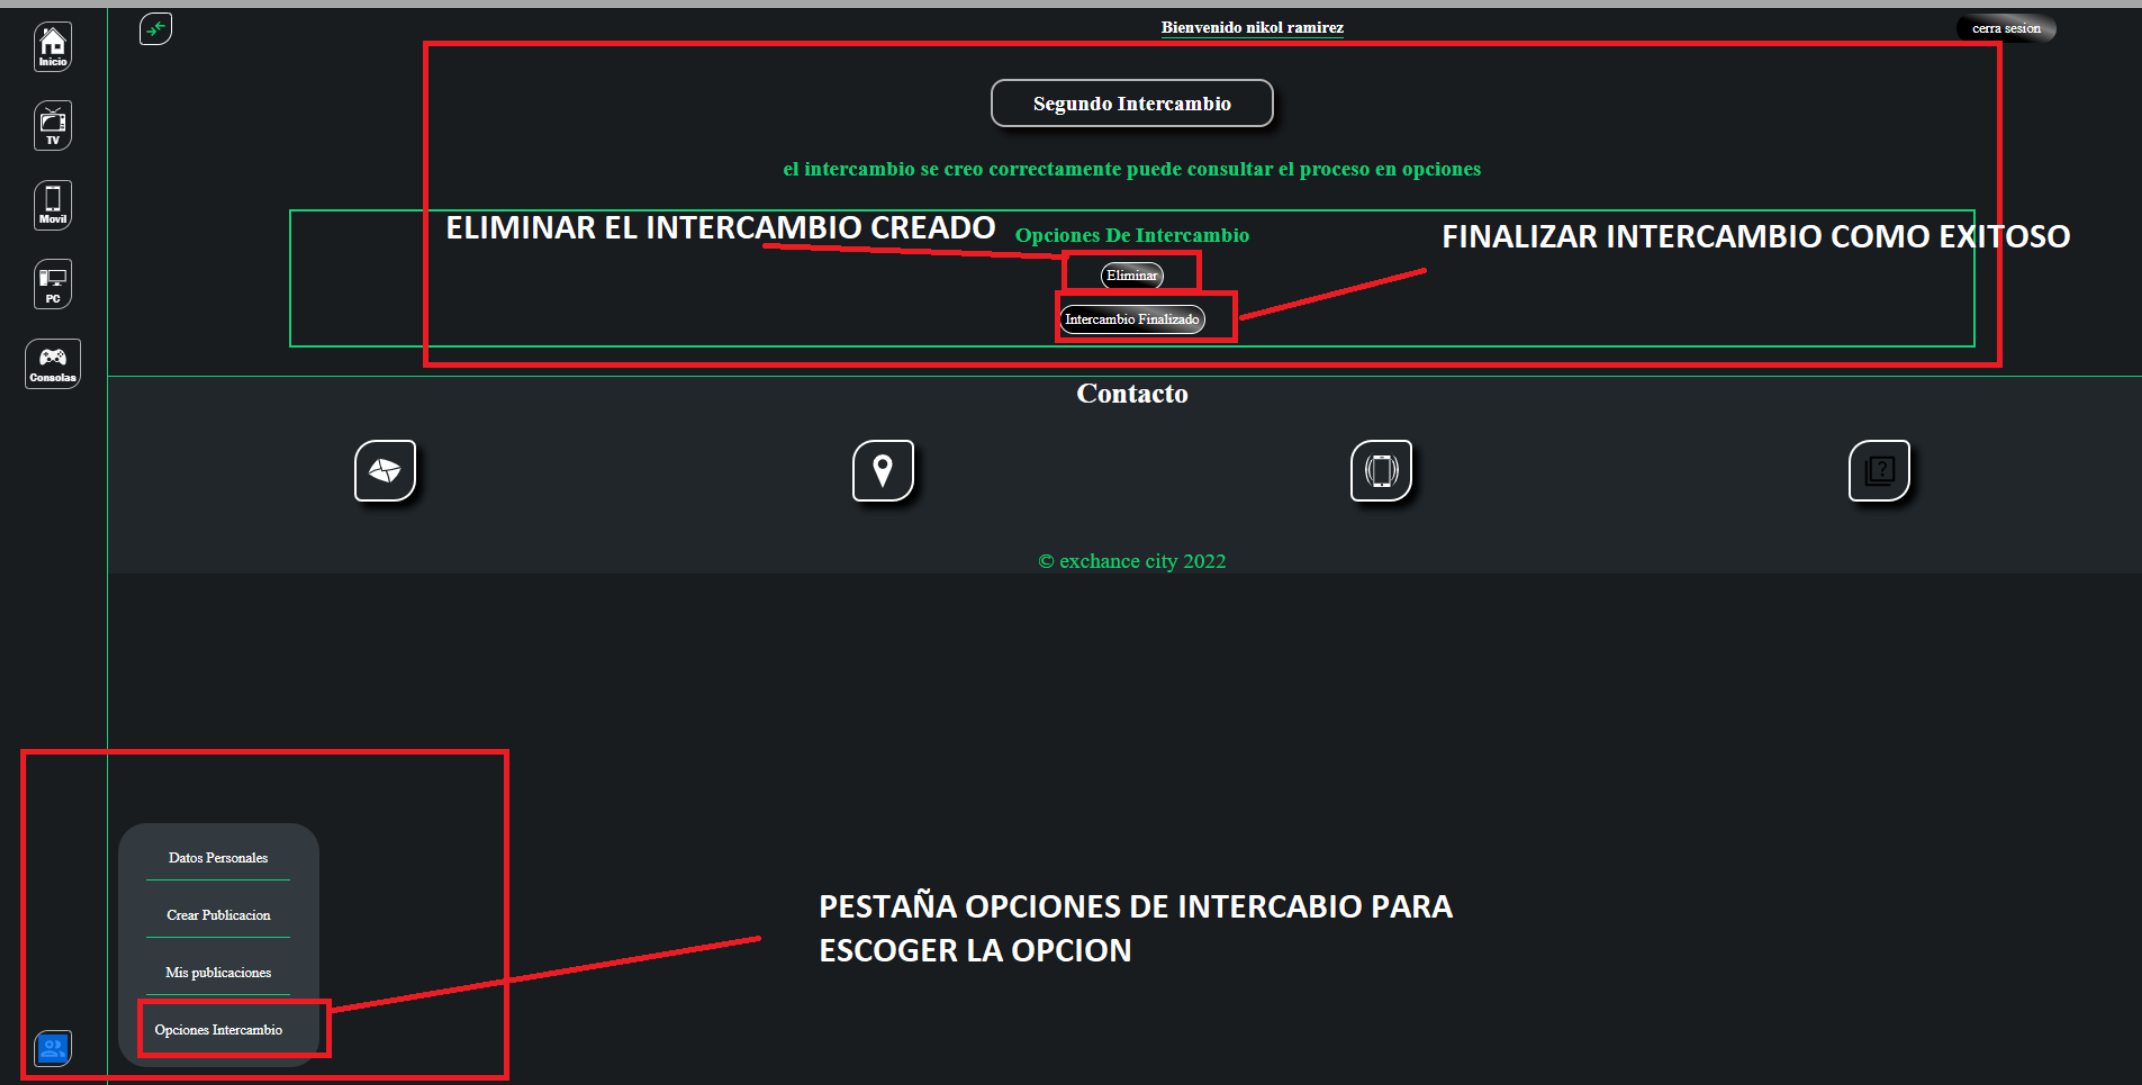 Inicio
TV
Movil
PC
Consolas
Bienvenido nikol ramirez
cerra sesion
Segundo Intercambio
el intercambio se creo correctamente puede consultar el proceso en opciones
ELIMINAR EL INTERCAMBIO CREADO
Opciones De Intercambio
FINALIZAR INTERCAMBIO COMO EXITOSO
Eliminar
Intercambio Finalizado
Contacto
?
© exchance city 2022
Datos Personales
Crear Publicacion
Mis publicaciones
Opciones Intercambio
PESTAÑA OPCIONES DE INTERCABIO PARA
ESCOGER LA OPCION